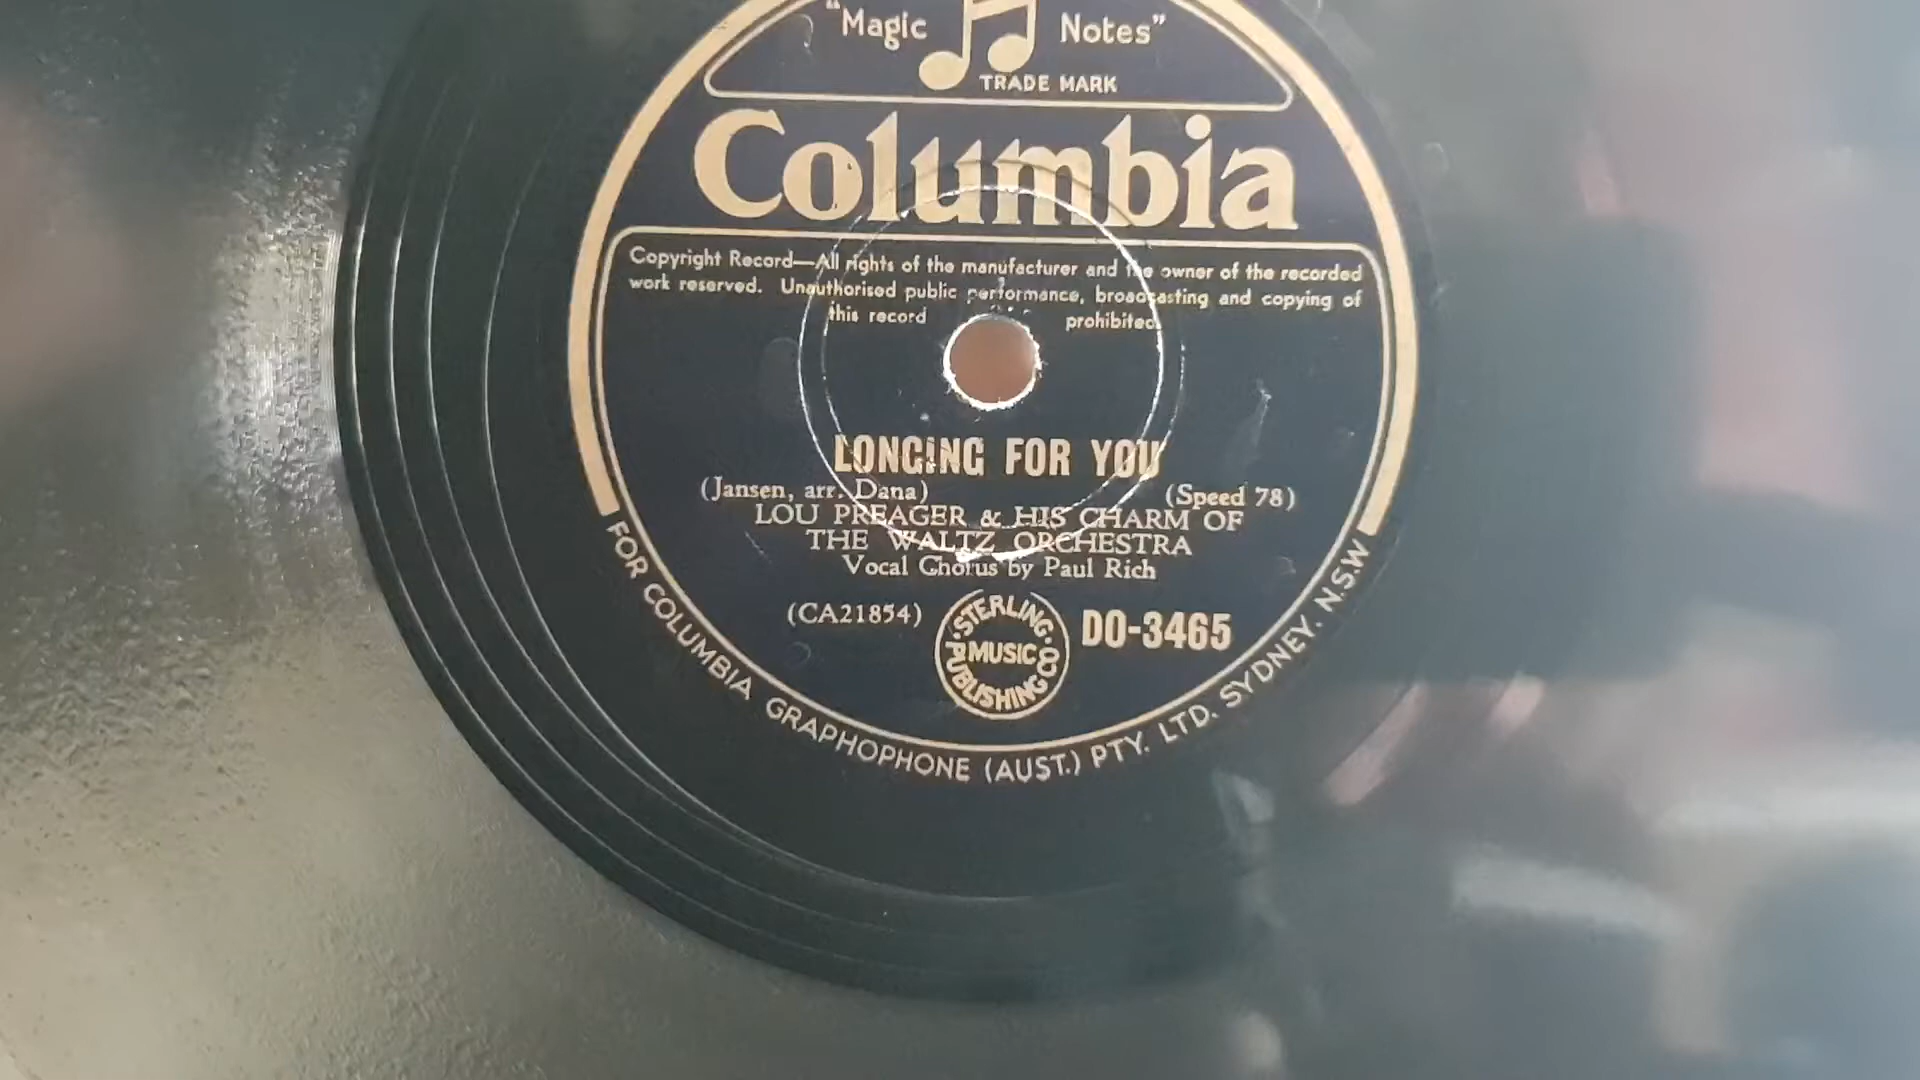 "Magic Notes"
TRADE MARK
Columbia
Copyright Record—All rights of the manufacturer and the owner of the recorded
work reserved. Unauthorised public performance, broadcasting and copying of
this record prohibited
LONGING FOR YOU
(Jansen, arr. Dana) (Speed 78)
LOU PREAGER & HIS CHARM OF
THE WALTZ ORCHESTRA
Vocal Chorus by Paul Rich
(CA21854)
STERLING
MUSIC
PUBLISHING CO
DO-3465
FOR COLUMBIA GRAPHOPHONE (AUST.) PTY. LTD. SYDNEY. N.S.W